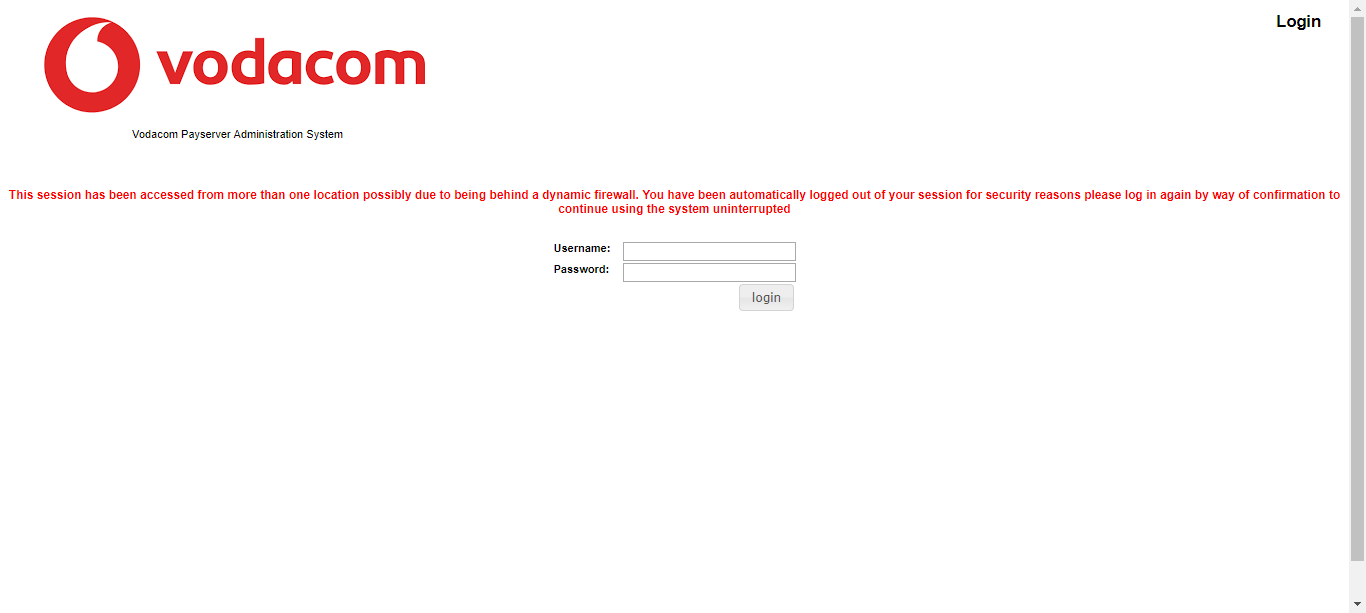 vodacom
Login
Vodacom Payserver Administration System
This session has been accessed from more than one location possibly due to being behind a dynamic firewall. You have been automatically logged out of your session for security reasons please log in again by way of confirmation to
continue using the system uninterrupted
Username:
Password:
login